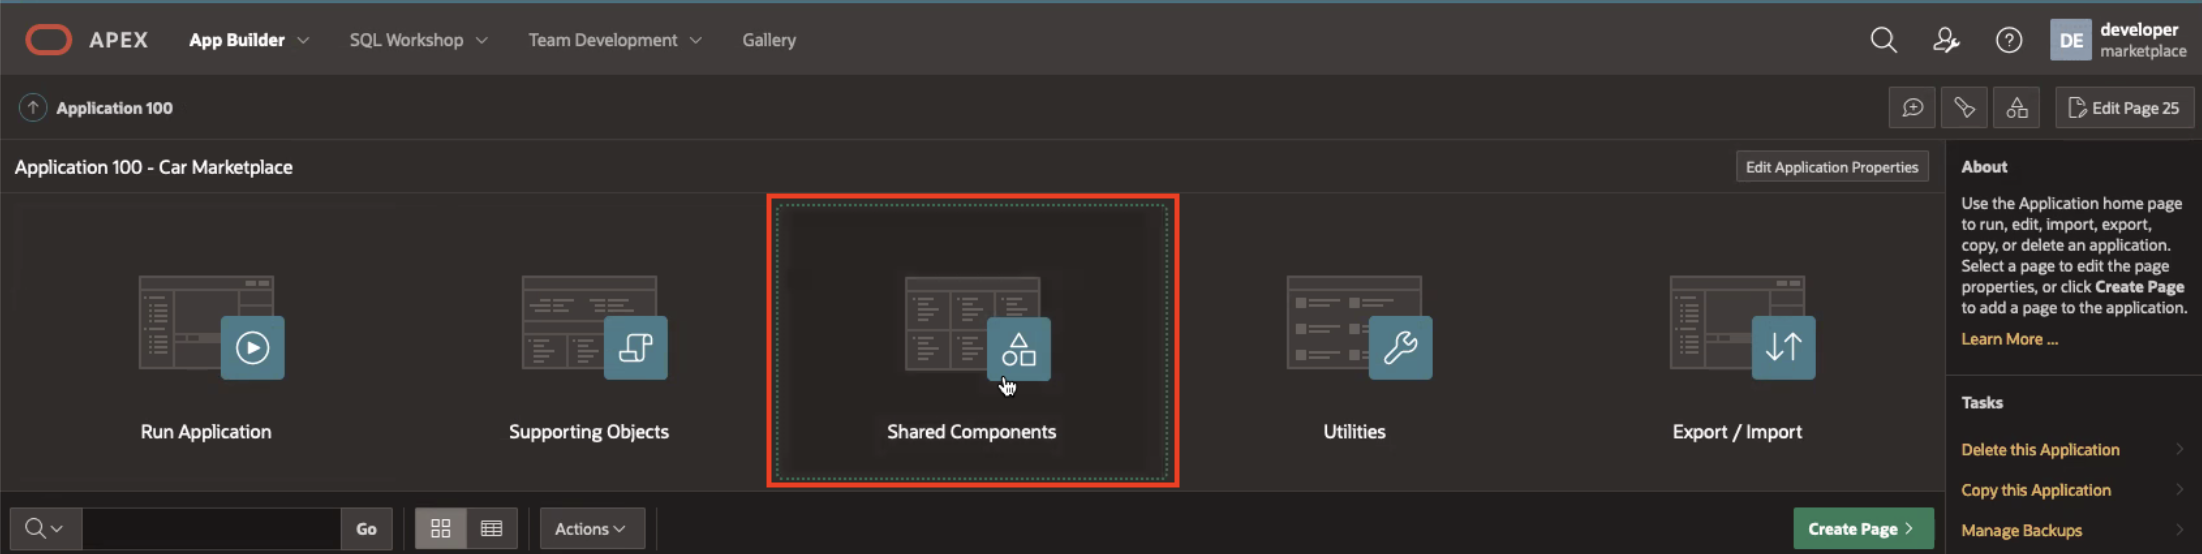 APEX App Builder SQL Workshop Team Development Gallery DE developer
marketplace
Application 100 Edit Page 25
Application 100 - Car Marketplace Edit Application Properties
Run Application Supporting Objects Shared Components Utilities Export / Import
Go Actions Create Page
About
Use the Application home page
to run, edit, import, export,
copy, or delete an application.
Select a page to edit the page
properties, or click Create Page
to add a page to the application.
Learn More ...
Tasks
Delete this Application
Copy this Application
Manage Backups